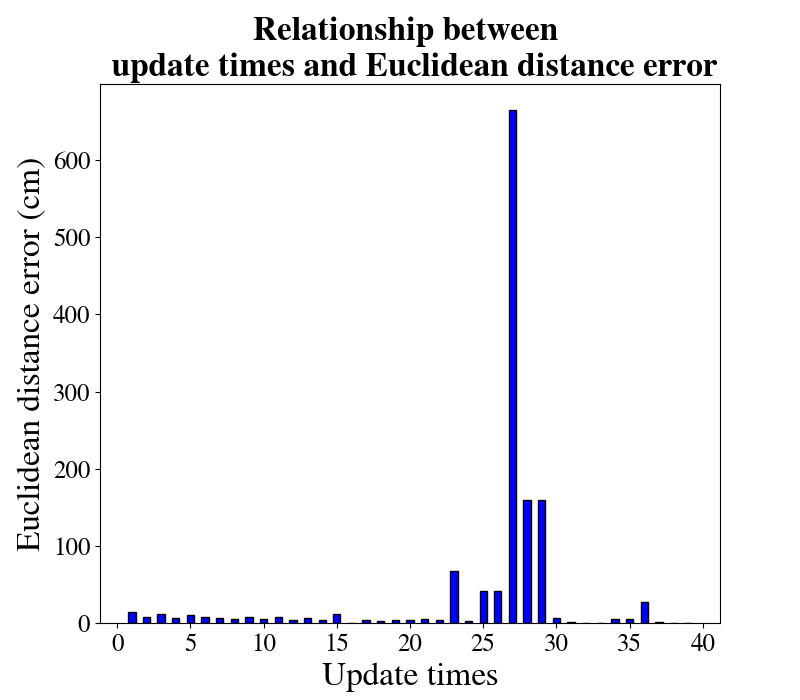 Relationship between
update times and Euclidean distance error
Euclidean distance error (cm)
600
500
400
300
200
100
0
0 5 10 15 20 25 30 35 40
Update times